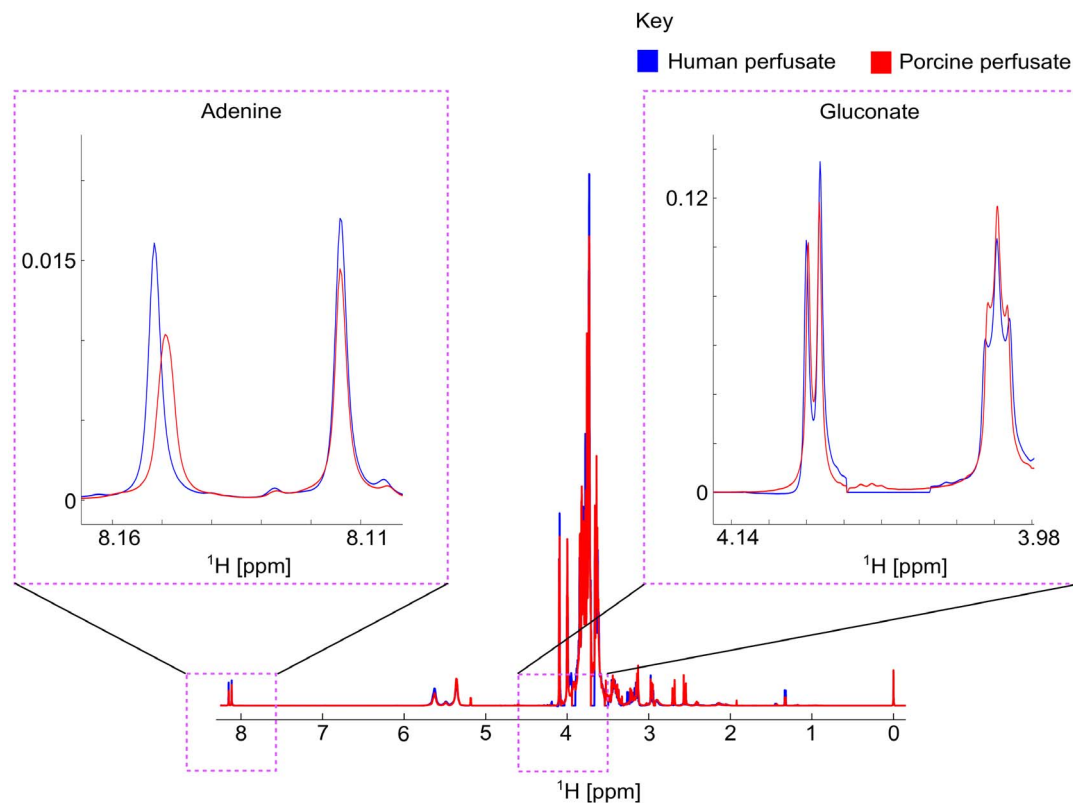 Key
Human perfusate
Porcine perfusate
Adenine
0.015
0
8.16
8.11
¹H [ppm]
Gluconate
0.12
0
4.14
3.98
¹H [ppm]
8
7
6
5
4
3
2
1
0
¹H [ppm]